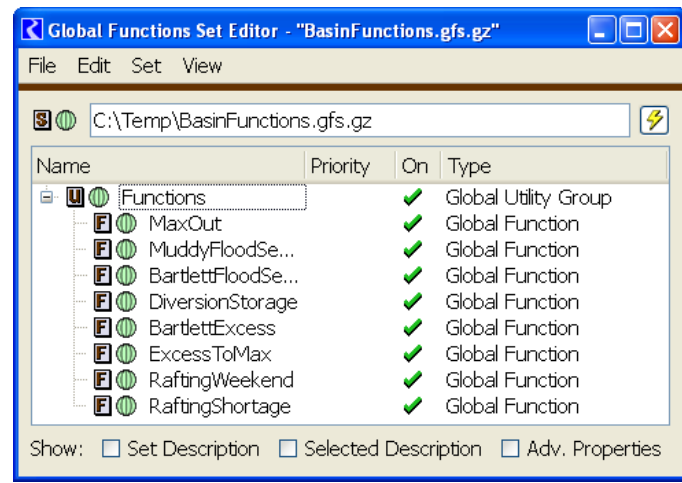 Global Functions Set Editor - "BasinFunctions.gfs.gz"
File Edit Set View
S C:\Temp\BasinFunctions.gfs.gz
Name Priority On Type
U Functions Global Utility Group
F MaxOut Global Function
F MuddyFloodSe... Global Function
F BartlettFloodSe... Global Function
F DiversionStorage Global Function
F BartlettExcess Global Function
F ExcessToMax Global Function
F RaftingWeekend Global Function
F RaftingShortage Global Function
Show: Set Description Selected Description Adv. Properties